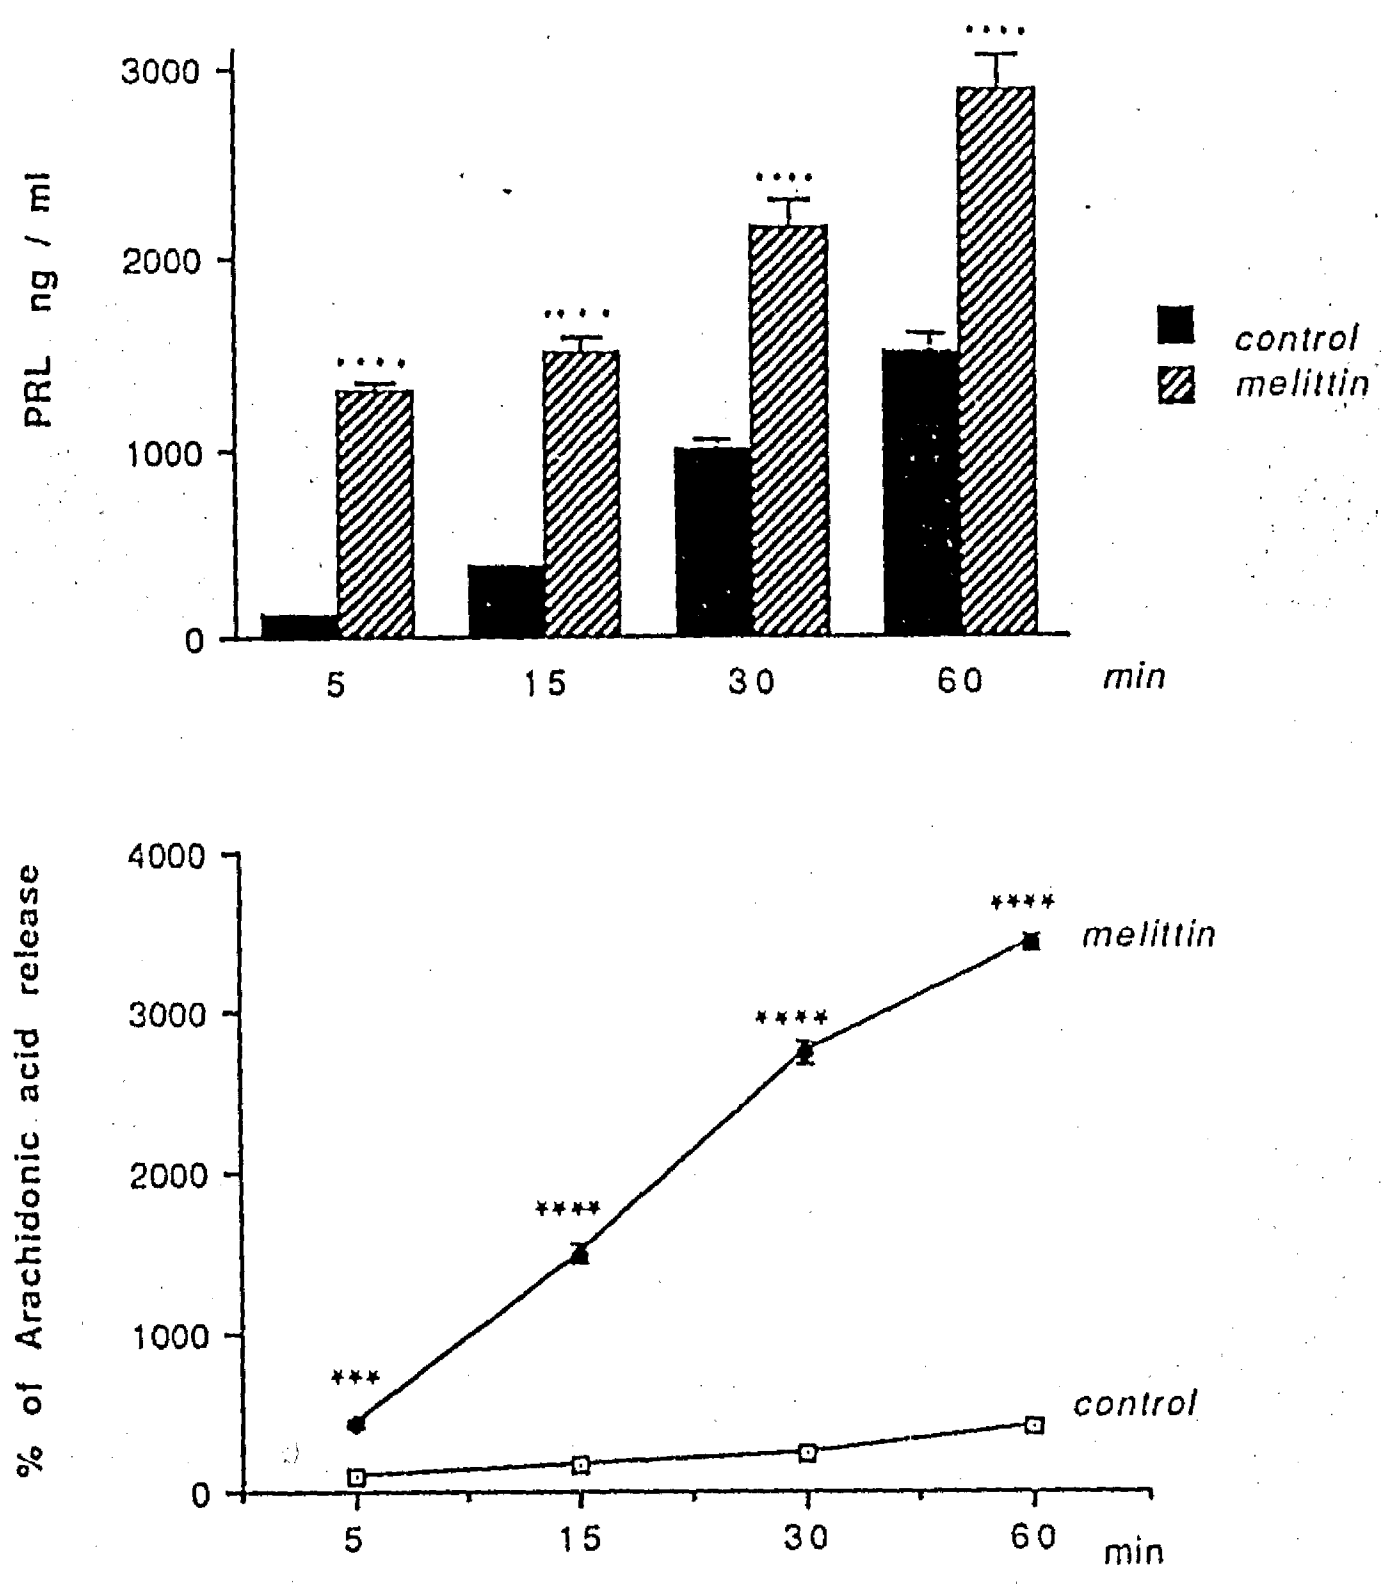 PRL ng / ml
3000
2000
1000
0
****
****
****
****
control
melittin
5 15 30 60 min
% of Arachidonic acid release
4000
3000
2000
1000
0
***
****
****
****
melittin
control
5 15 30 60 min